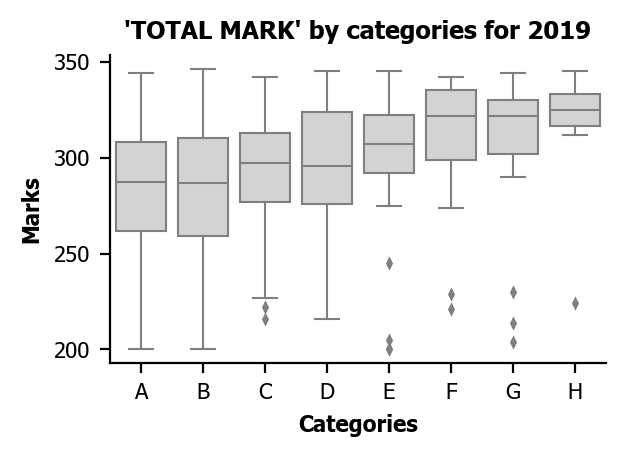 'TOTAL MARK' by categories for 2019
350
300
250
200
Marks
A B C D E F G H
Categories